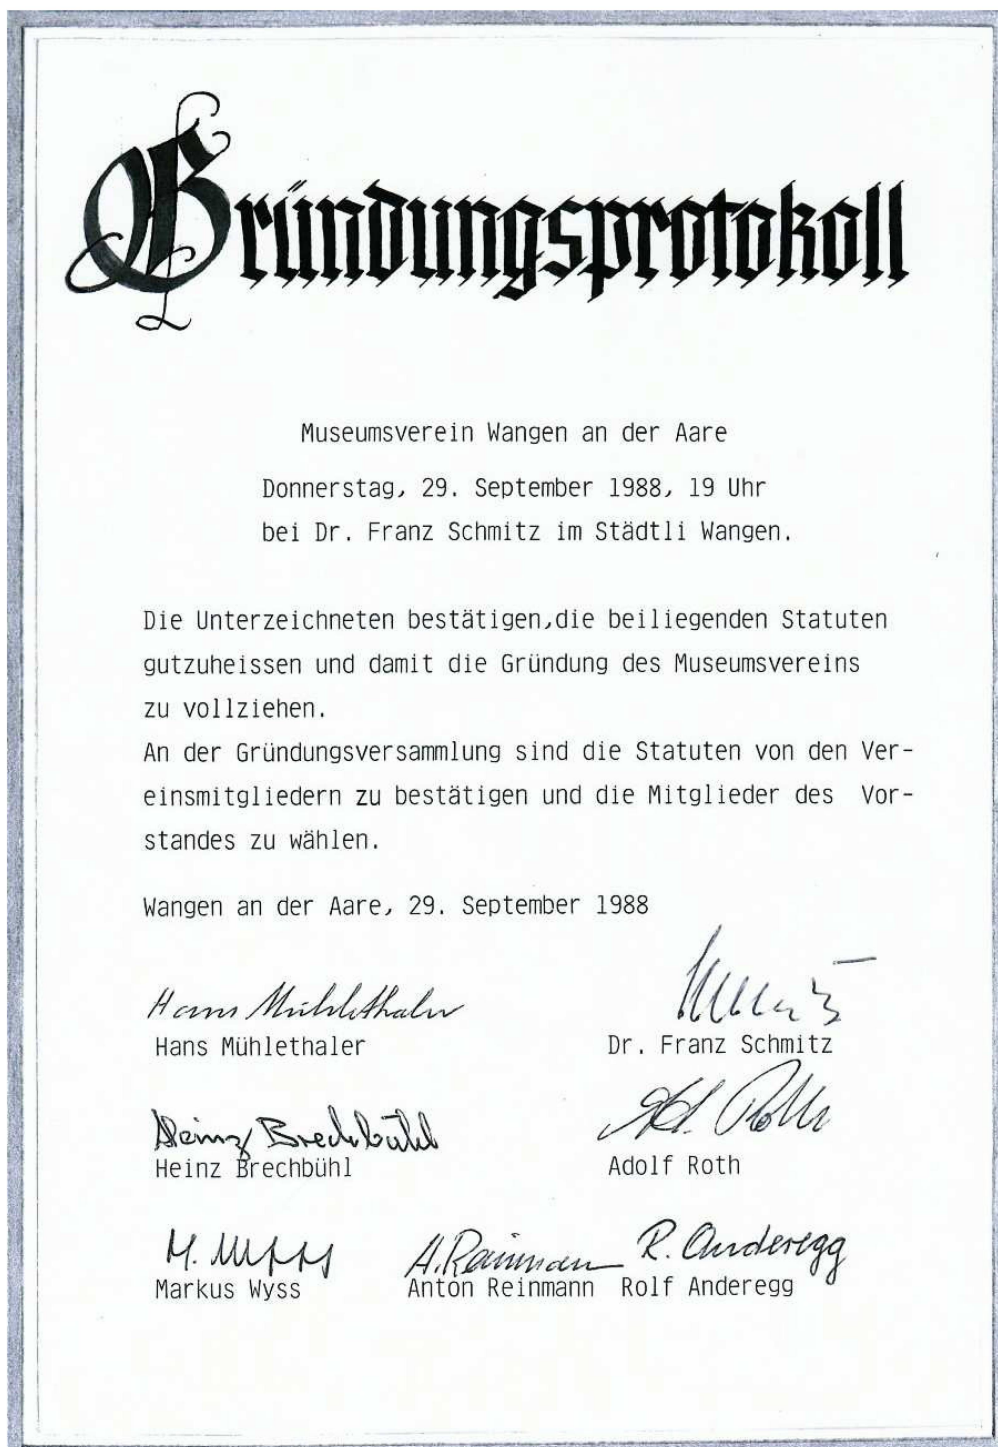 Gründungsprotokoll
Museumsverein Wangen an der Aare
Donnerstag, 29. September 1988, 19 Uhr
bei Dr. Franz Schmitz im Städtli Wangen.
Die Unterzeichneten bestätigen,die beiliegenden Statuten
gutzuheissen und damit die Gründung des Museumsvereins
zu vollziehen.
An der Gründungsversammlung sind die Statuten von den Ver-
einsmitgliedern zu bestätigen und die Mitglieder des Vor-
standes zu wählen.
Wangen an der Aare, 29. September 1988
Hans Mühlethaler
Hans Mühlethaler Dr. Franz Schmitz
Heinz Brechbühl Ad. Roth
Heinz Brechbühl Adolf Roth
M. Wyss A. Reinmann R. Anderegg
Markus Wyss Anton Reinmann Rolf Anderegg